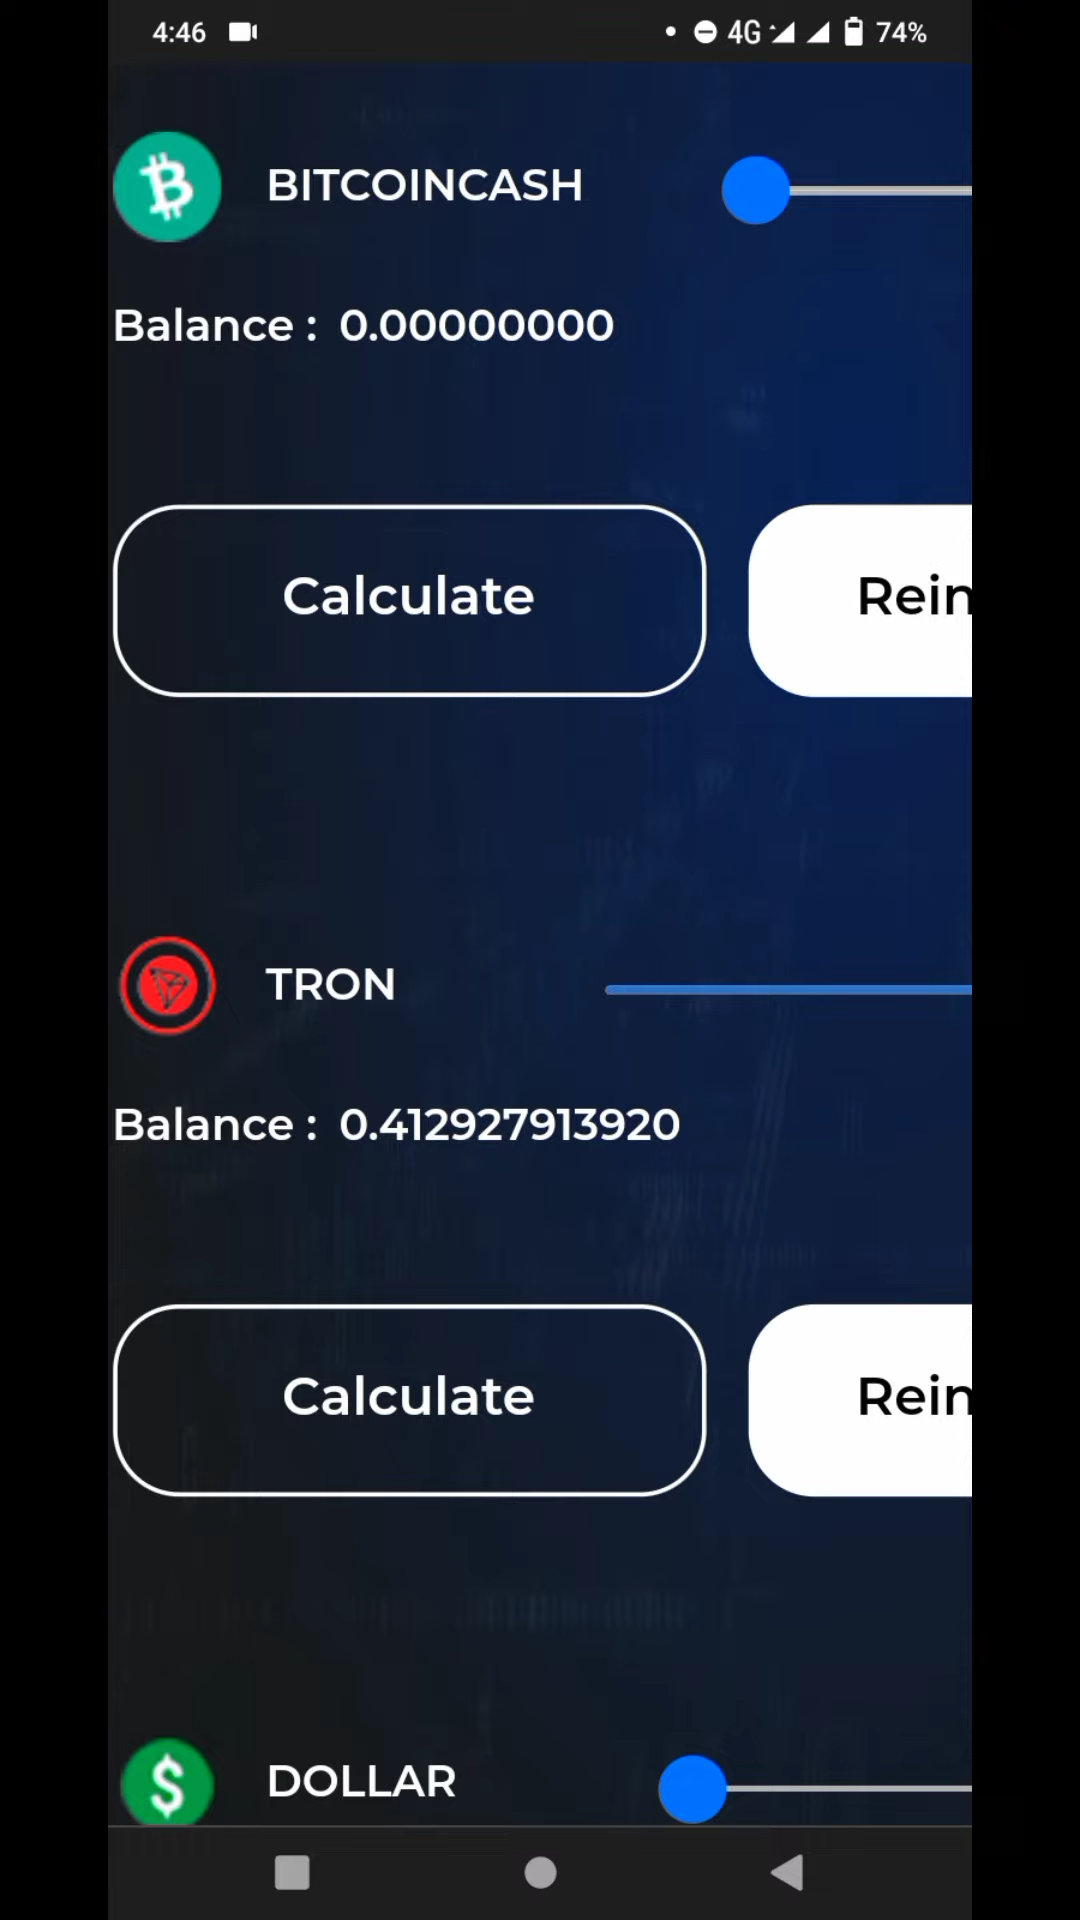 4:46 4G 74%
BITCOINCASH
Balance : 0.00000000
Calculate Rein
TRON
Balance : 0.412927913920
Calculate Rein
DOLLAR